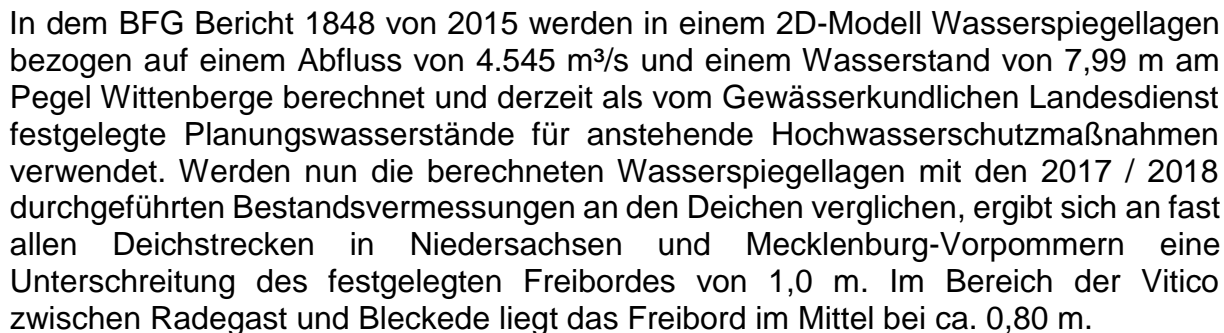 In dem BFG Bericht 1848 von 2015 werden in einem 2D-Modell Wasserspiegellagen
bezogen auf einem Abfluss von 4.545 m³/s und einem Wasserstand von 7,99 m am
Pegel Wittenberge berechnet und derzeit als vom Gewässerkundlichen Landesdienst
festgelegte Planungswasserstände für anstehende Hochwasserschutzmaßnahmen
verwendet. Werden nun die berechneten Wasserspiegellagen mit den 2017 / 2018
durchgeführten Bestandsvermessungen an den Deichen verglichen, ergibt sich an fast
allen Deichstrecken in Niedersachsen und Mecklenburg-Vorpommern eine
Unterschreitung des festgelegten Freibordes von 1,0 m. Im Bereich der Vitico
zwischen Radegast und Bleckede liegt das Freibord im Mittel bei ca. 0,80 m.